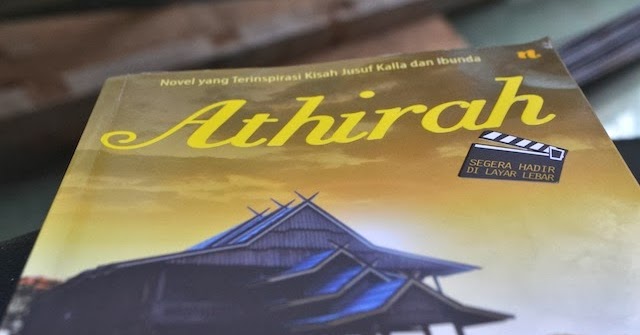 Novel yang Terinspirasi Kisah Jusuf Kalla dan Ibunda
Athirah
SEGERA HADIR
DI LAYAR LEBAR